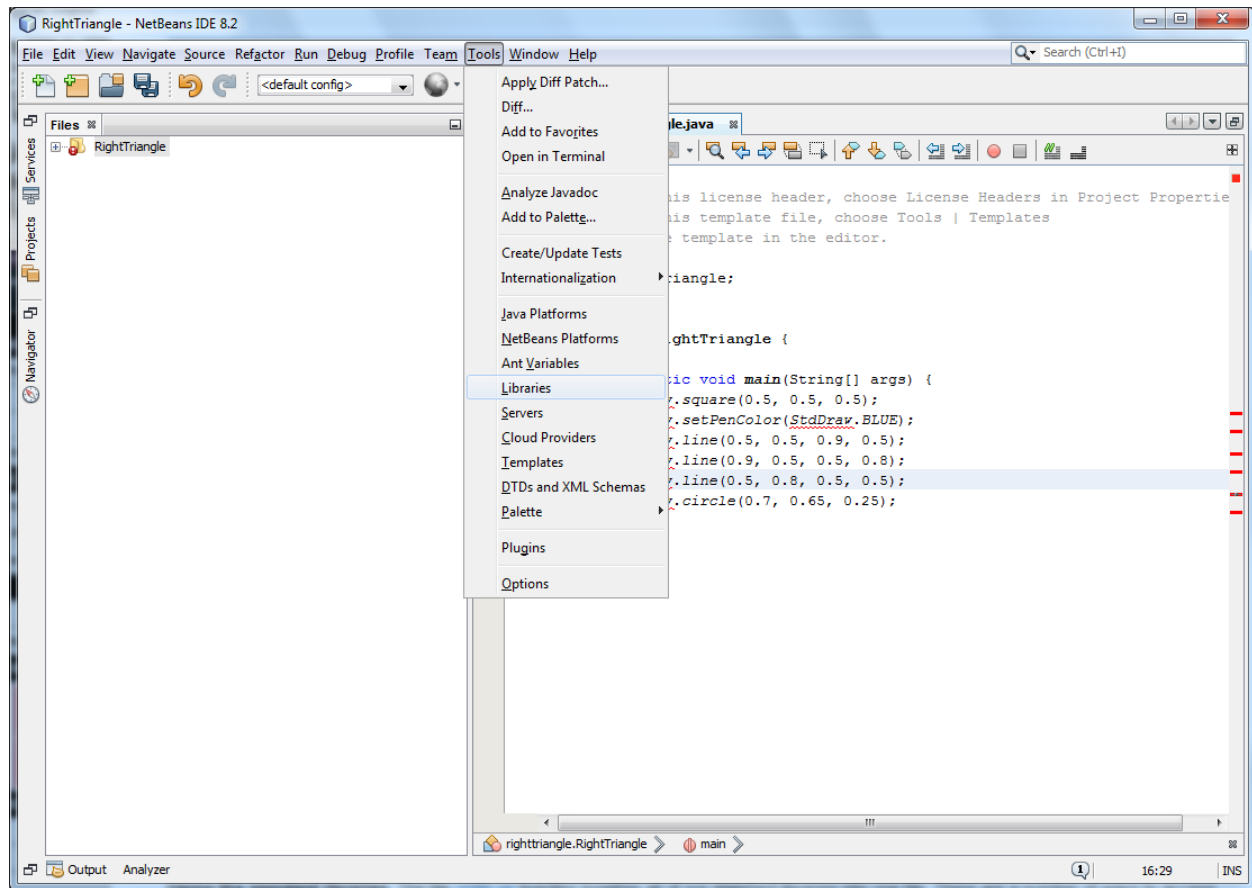 RightTriangle - NetBeans IDE 8.2
File Edit View Navigate Source Refactor Run Debug Profile Team Tools Window Help
Search (Ctrl+I)
<default config>
Files
RightTriangle
Services
Projects
Navigator
Apply Diff Patch...
Diff...
Add to Favorites
Open in Terminal
Analyze Javadoc
Add to Palette...
Create/Update Tests
Internationalization
Java Platforms
NetBeans Platforms
Ant Variables
Libraries
Servers
Cloud Providers
Templates
DTDs and XML Schemas
Palette
Plugins
Options
le.java
his license header, choose License Headers in Project Propertie
his template file, choose Tools | Templates
template in the editor.
riangle;
ghtTriangle {
tic void main(String[] args) {
.square(0.5, 0.5, 0.5);
.setPenColor(StdDraw.BLUE);
.line(0.5, 0.5, 0.9, 0.5);
.line(0.9, 0.5, 0.5, 0.8);
.line(0.5, 0.8, 0.5, 0.5);
.circle(0.7, 0.65, 0.25);
righttriangle.RightTriangle
main
Output Analyzer
1
16:29
INS